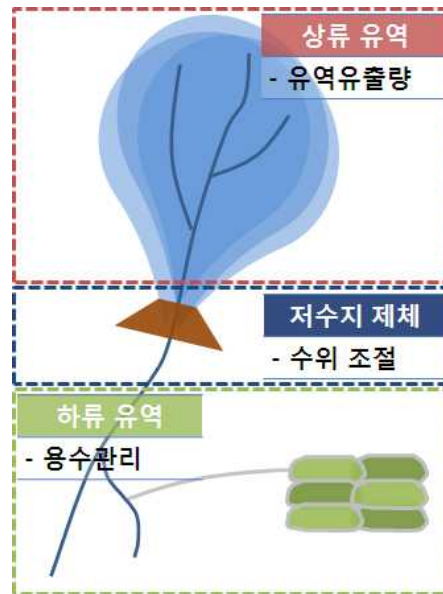 상류 유역
- 유역유출량
저수지 제체
- 수위 조절
하류 유역
- 용수관리